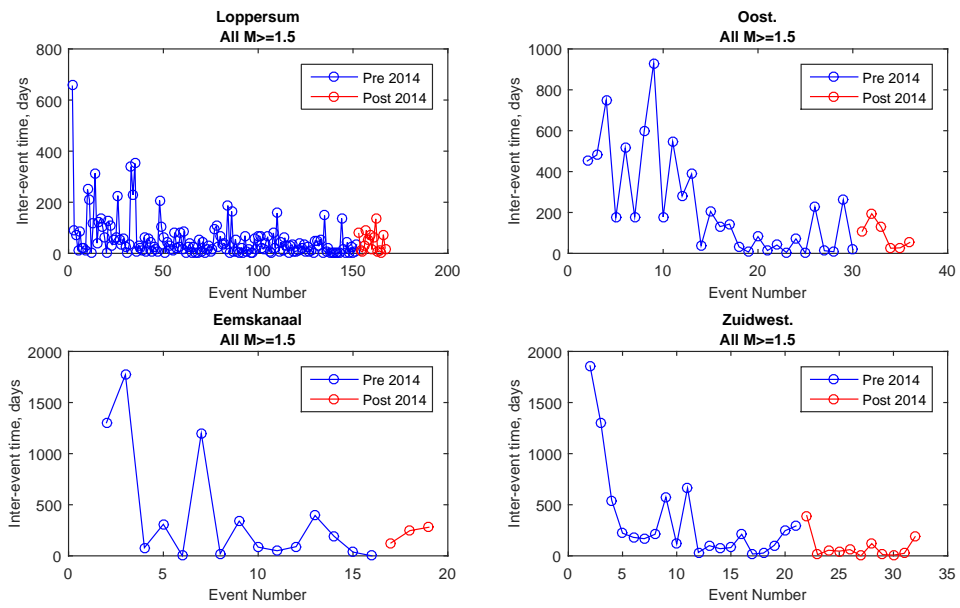 Loppersum
All M>=1.5
800
600
400
200
0
Inter-event time, days
Pre 2014
Post 2014
0 50 100 150 200
Event Number
Oost.
All M>=1.5
1000
800
600
400
200
0
Inter-event time, days
Pre 2014
Post 2014
0 10 20 30 40
Event Number
Eemskanaal
All M>=1.5
2000
1500
1000
500
0
Inter-event time, days
Pre 2014
Post 2014
0 5 10 15 20
Event Number
Zuidwest.
All M>=1.5
2000
1500
1000
500
0
Inter-event time, days
Pre 2014
Post 2014
0 5 10 15 20 25 30 35
Event Number